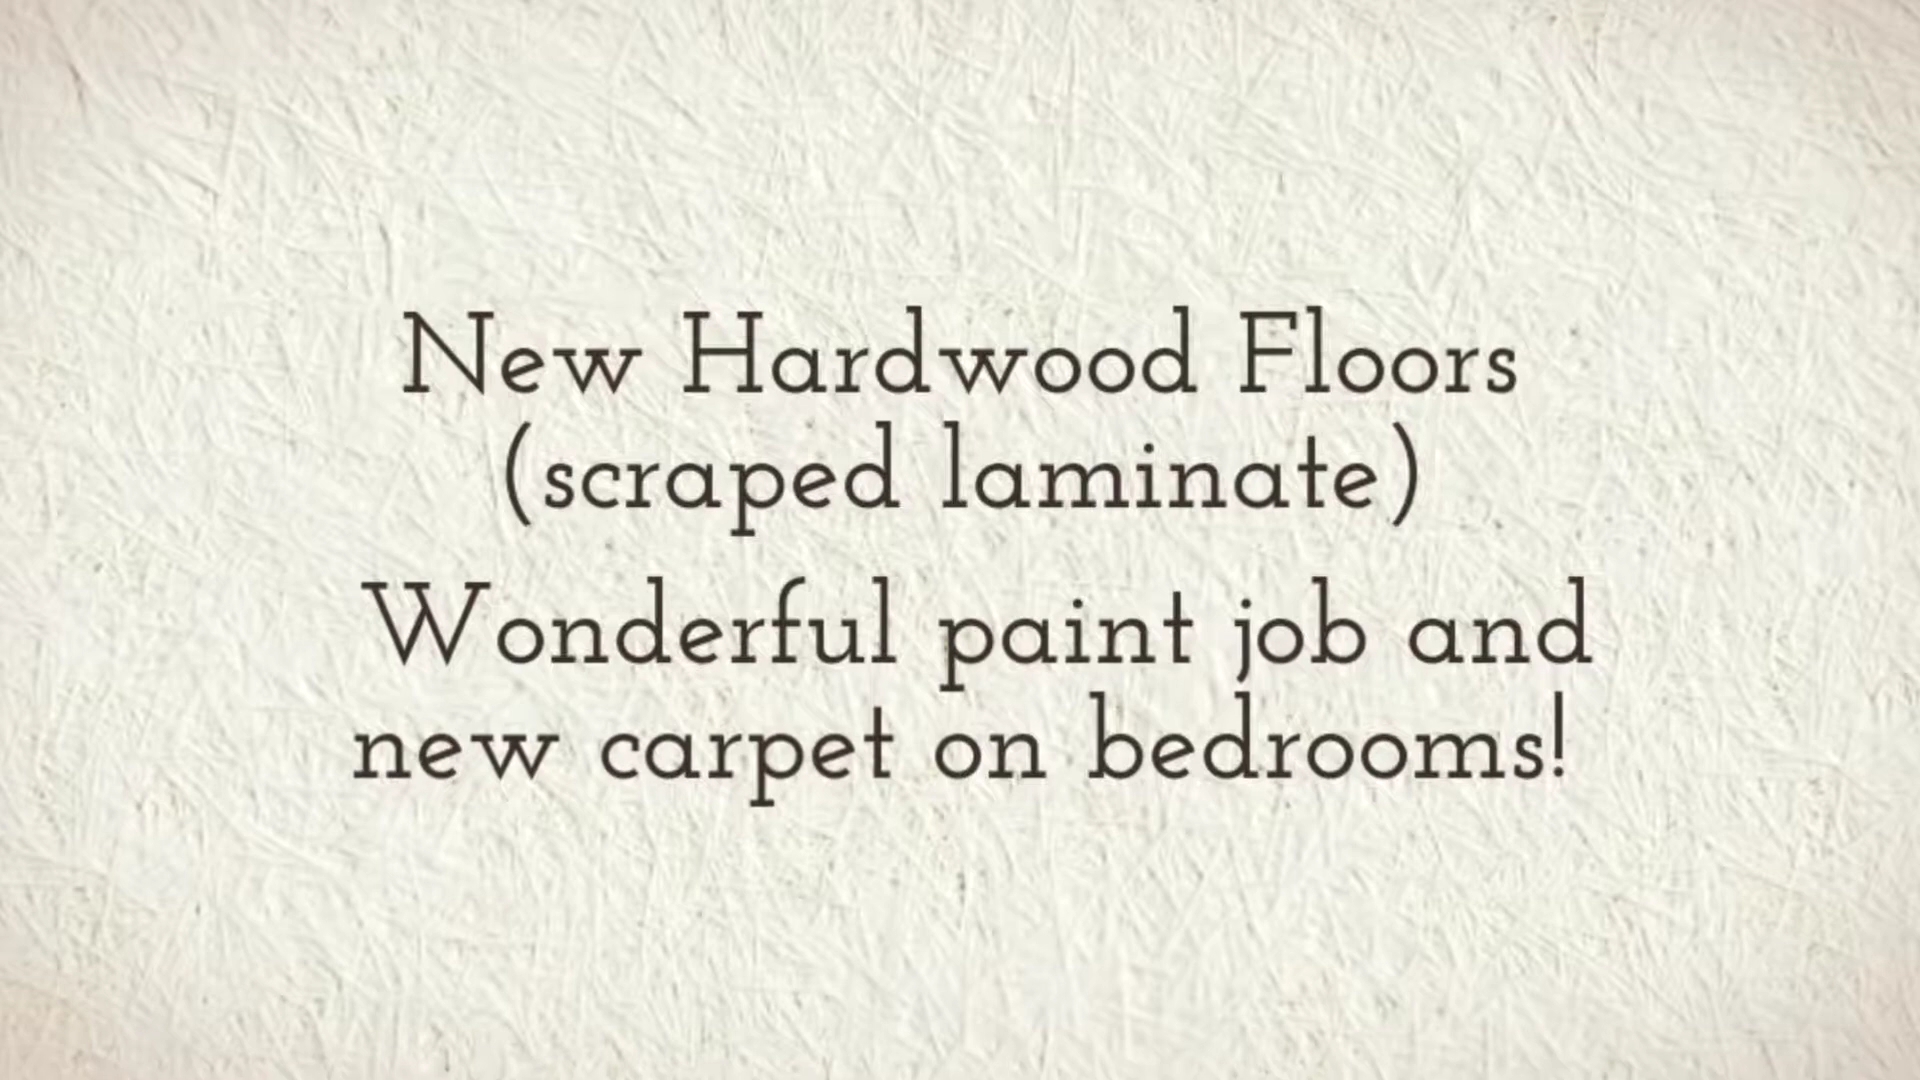 New Hardwood Floors
(scraped laminate)
Wonderful paint job and
new carpet on bedrooms!